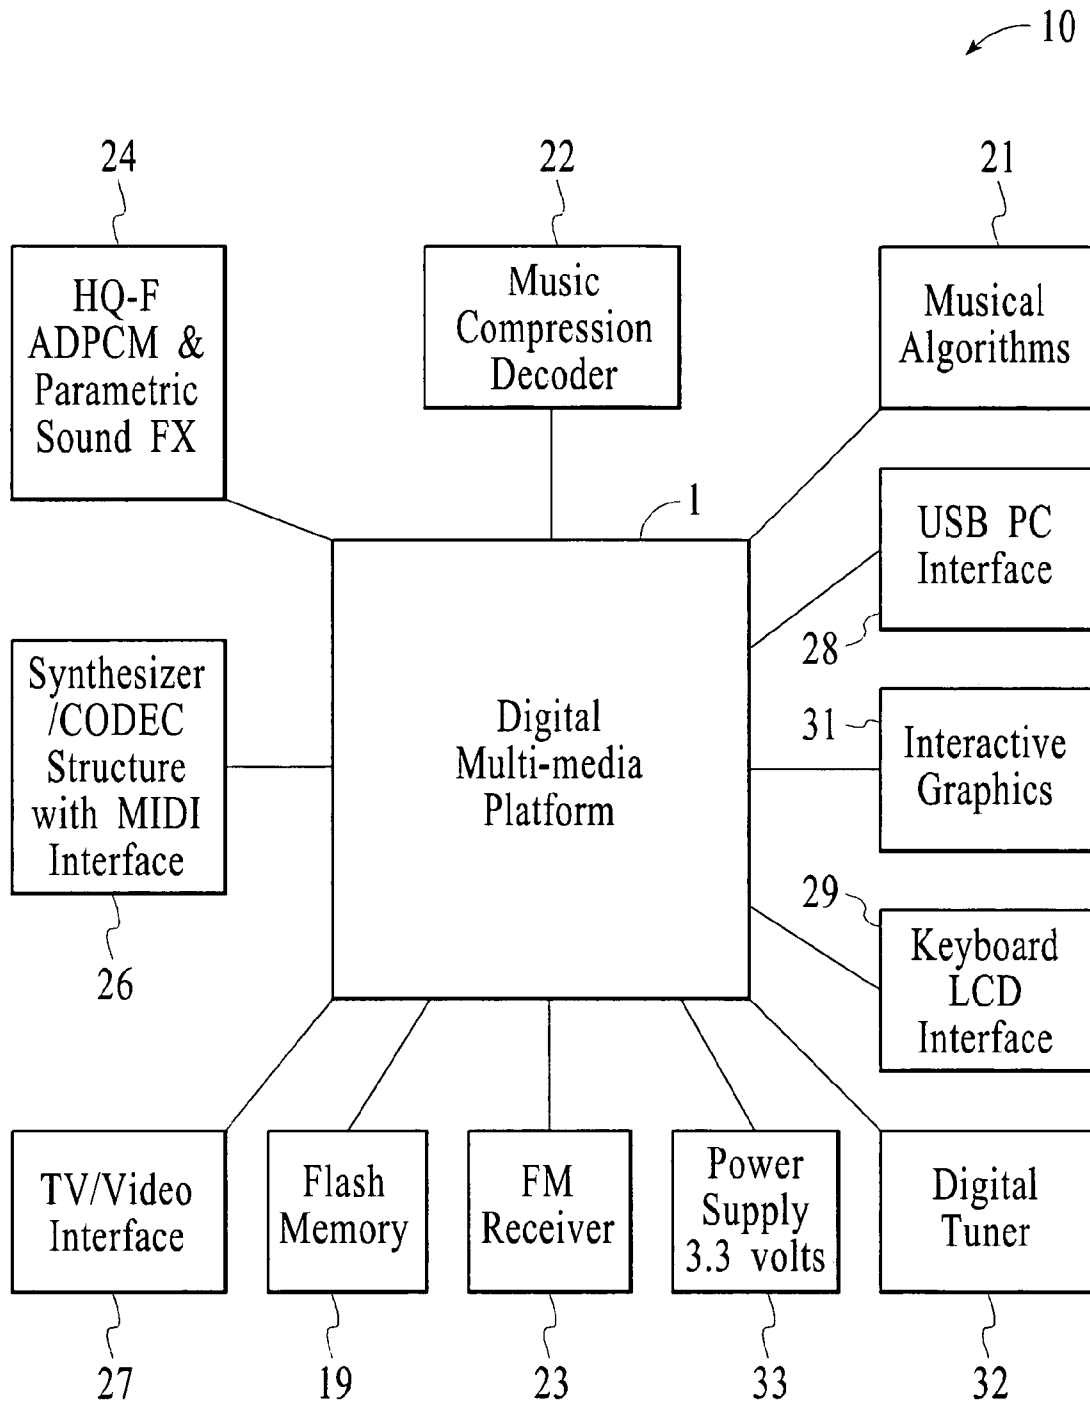 10
24
22
21
HQ-F
ADPCM &
Parametric
Sound FX
Music
Compression
Decoder
Musical
Algorithms
1
USB PC
Interface
28
Synthesizer
/CODEC
Structure
with MIDI
Interface
26
Digital
Multi-media
Platform
31
Interactive
Graphics
29
Keyboard
LCD
Interface
TV/Video
Interface
Flash
Memory
FM
Receiver
Power
Supply
3.3 volts
Digital
Tuner
27
19
23
33
32